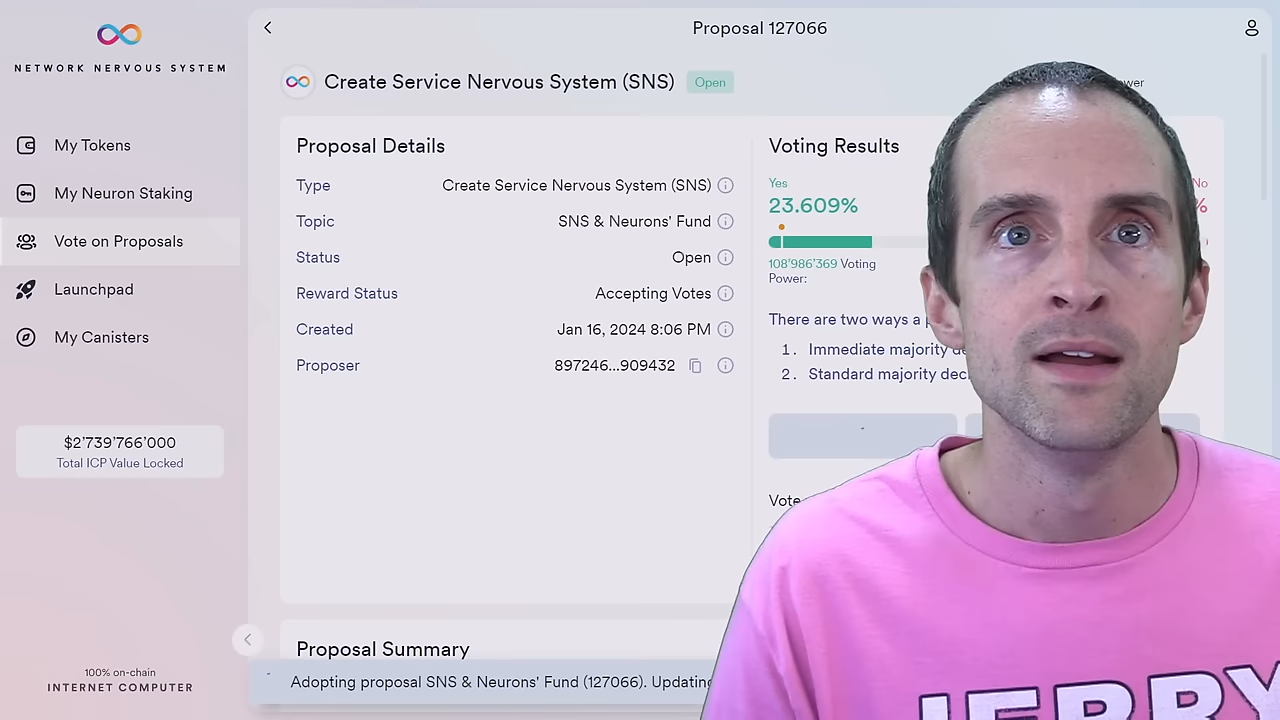 Proposal 127066
NETWORK NERVOUS SYSTEM
Create Service Nervous System (SNS)
Open
My Tokens
My Neuron Staking
Vote on Proposals
Launchpad
My Canisters
$2'739'766'000
Total ICP Value Locked
100% on-chain
INTERNET COMPUTER
Proposal Details
Type Create Service Nervous System (SNS)
Topic SNS & Neurons' Fund
Status Open
Reward Status Accepting Votes
Created Jan 16, 2024 8:06 PM
Proposer 897246...909432
Voting Results
Yes No
23.609% %
108'986'369 Voting
Power:
There are two ways a
1. Immediate majority
2. Standard majority
Vote
Proposal Summary
Adopting proposal SNS & Neurons' Fund (127066). Updating
JERRY